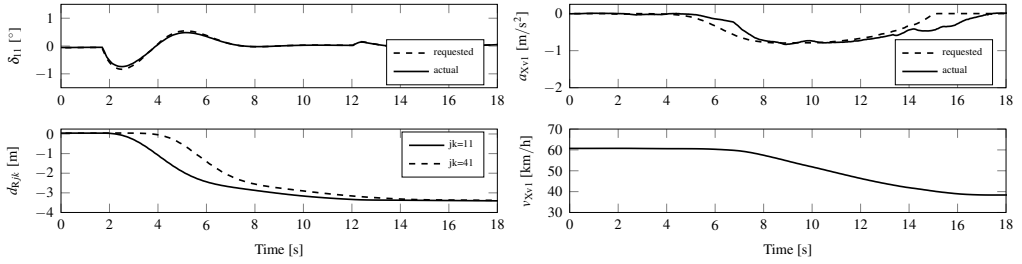 1
0
−1
δ₁₁ [°]
0 2 4 6 8 10 12 14 16 18
requested
actual
0
−1
−2
a_Xv1 [m/s²]
0 2 4 6 8 10 12 14 16 18
requested
actual
0
−1
−2
−3
−4
d_Rjk [m]
0 2 4 6 8 10 12 14 16 18
Time [s]
jk=11
jk=41
70
60
50
40
30
v_Xv1 [km/h]
0 2 4 6 8 10 12 14 16 18
Time [s]